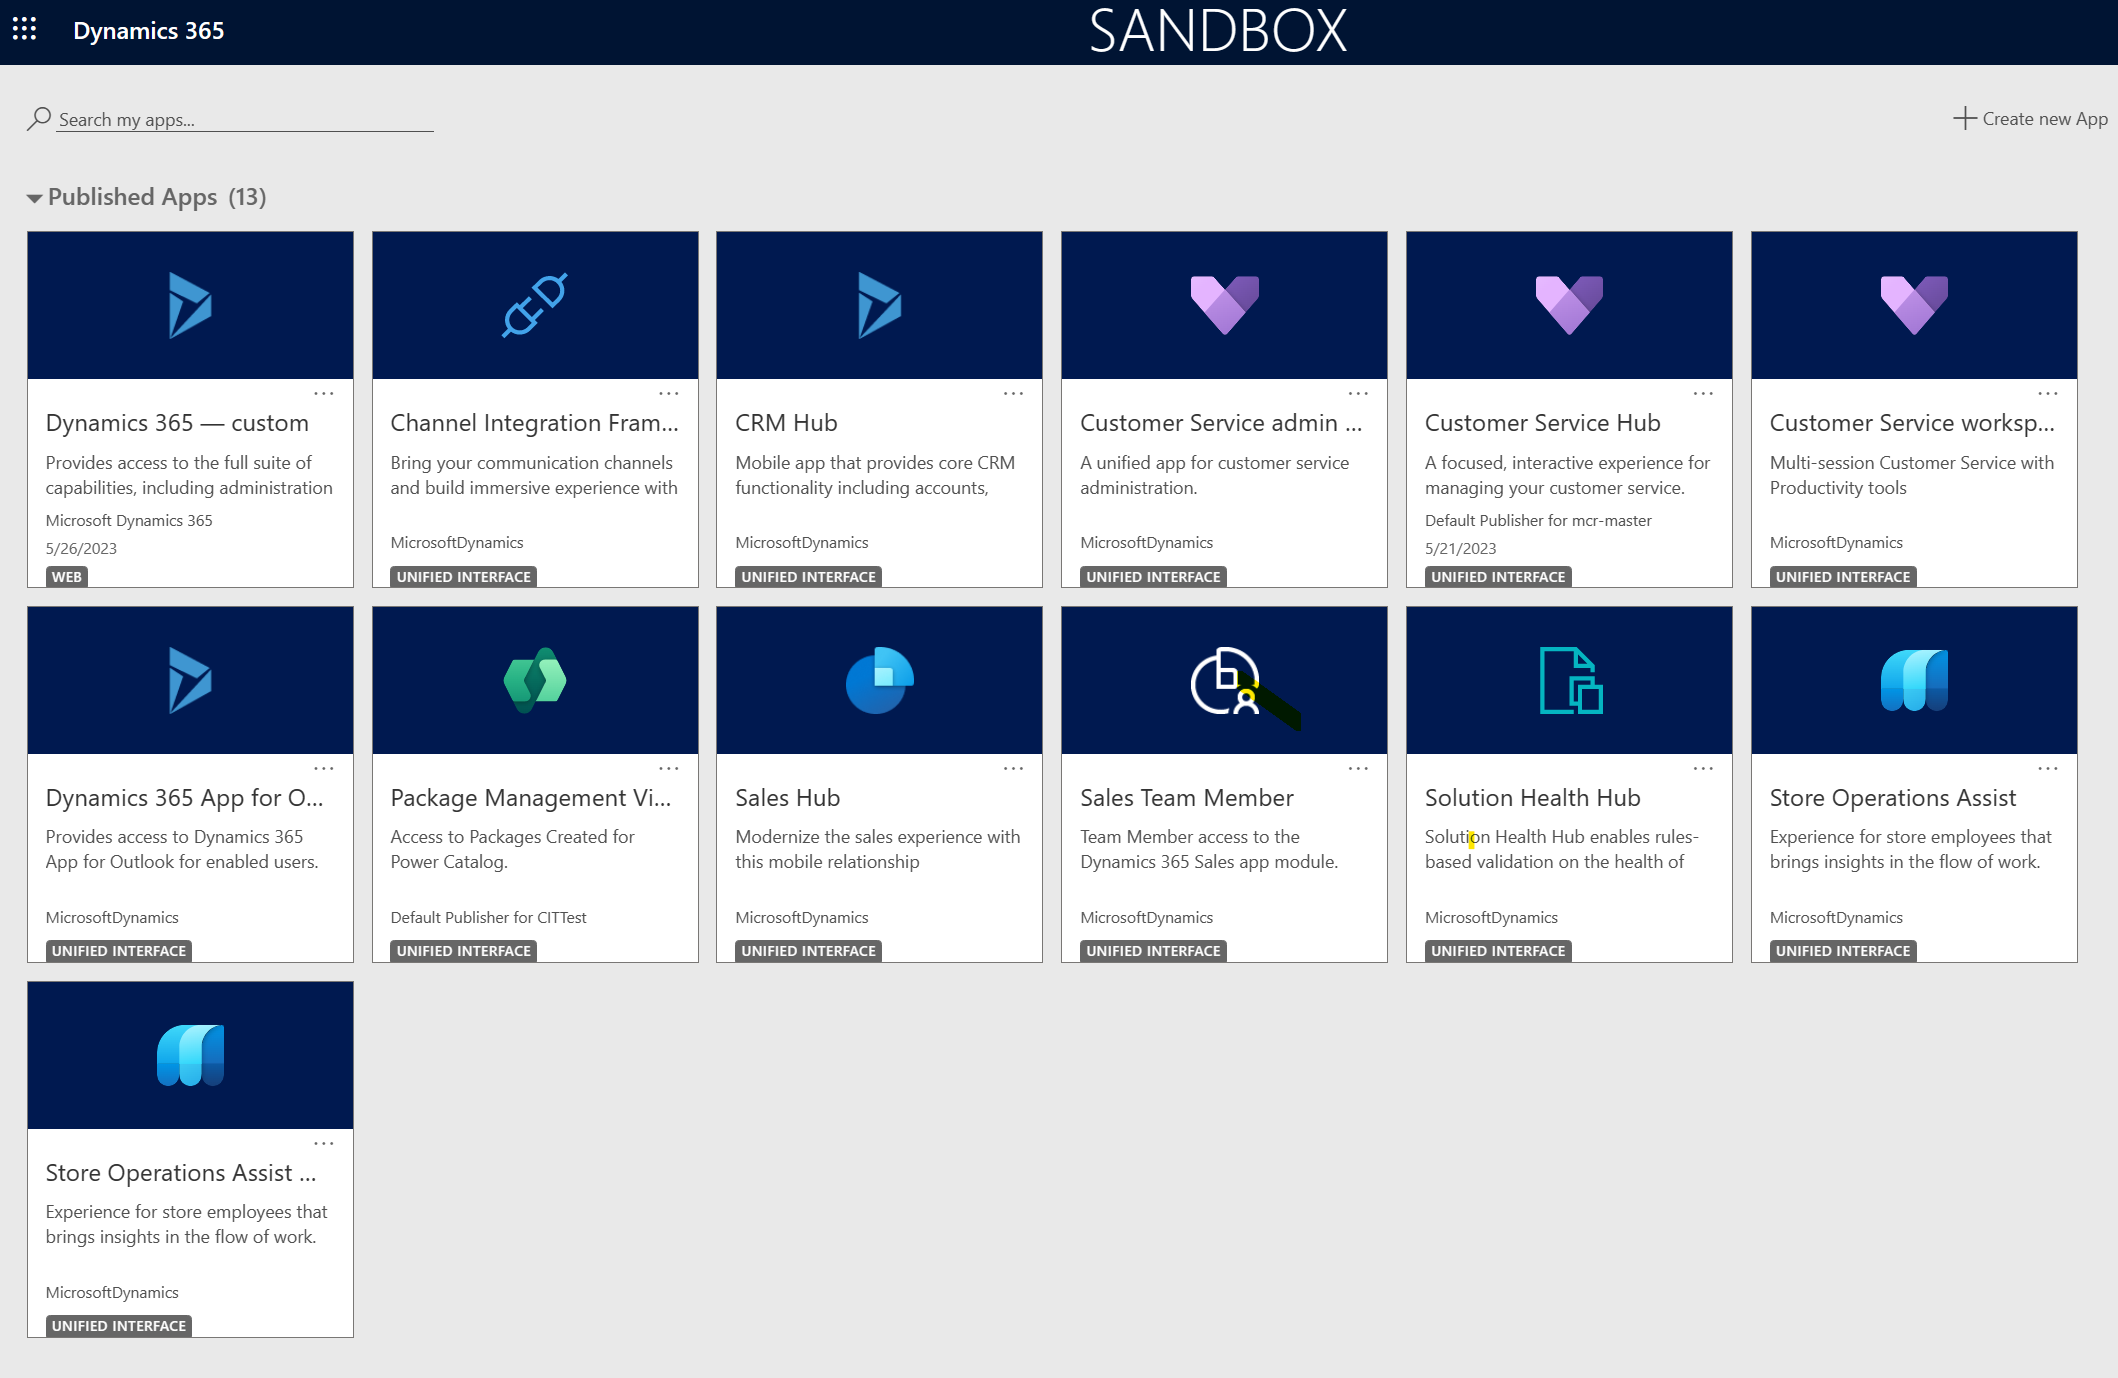 Dynamics 365
SANDBOX
Search my apps...
Create new App
Published Apps (13)
Dynamics 365 — custom
Provides access to the full suite of
capabilities, including administration
Microsoft Dynamics 365
5/26/2023
WEB
Channel Integration Fram...
Bring your communication channels
and build immersive experience with
MicrosoftDynamics
UNIFIED INTERFACE
CRM Hub
Mobile app that provides core CRM
functionality including accounts,
MicrosoftDynamics
UNIFIED INTERFACE
Customer Service admin ...
A unified app for customer service
administration.
MicrosoftDynamics
UNIFIED INTERFACE
Customer Service Hub
A focused, interactive experience for
managing your customer service.
Default Publisher for mcr-master
5/21/2023
UNIFIED INTERFACE
Customer Service worksp...
Multi-session Customer Service with
Productivity tools
MicrosoftDynamics
UNIFIED INTERFACE
Dynamics 365 App for O...
Provides access to Dynamics 365
App for Outlook for enabled users.
MicrosoftDynamics
UNIFIED INTERFACE
Package Management Vi...
Access to Packages Created for
Power Catalog.
Default Publisher for CITTest
UNIFIED INTERFACE
Sales Hub
Modernize the sales experience with
this mobile relationship
MicrosoftDynamics
UNIFIED INTERFACE
Sales Team Member
Team Member access to the
Dynamics 365 Sales app module.
MicrosoftDynamics
UNIFIED INTERFACE
Solution Health Hub
Solution Health Hub enables rules-
based validation on the health of
MicrosoftDynamics
UNIFIED INTERFACE
Store Operations Assist
Experience for store employees that
brings insights in the flow of work.
MicrosoftDynamics
UNIFIED INTERFACE
Store Operations Assist ...
Experience for store employees that
brings insights in the flow of work.
MicrosoftDynamics
UNIFIED INTERFACE